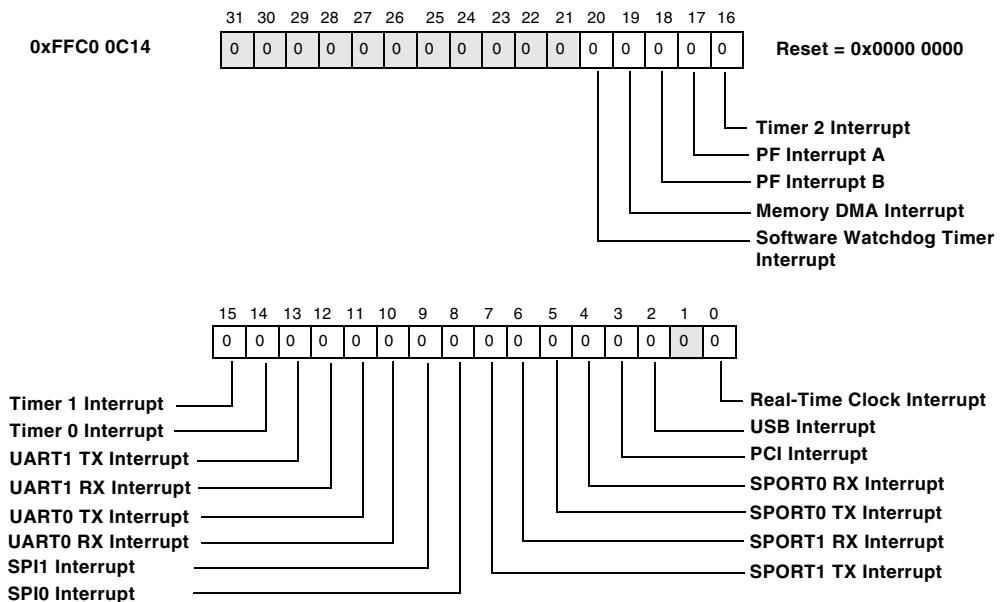 31 30 29 28 27 26 25 24 23 22 21 20 19 18 17 16
0xFFC0 0C14
0 0 0 0 0 0 0 0 0 0 0 0 0 0 0 0
Reset = 0x0000 0000
Timer 2 Interrupt
PF Interrupt A
PF Interrupt B
Memory DMA Interrupt
Software Watchdog Timer
Interrupt
15 14 13 12 11 10 9 8 7 6 5 4 3 2 1 0
0 0 0 0 0 0 0 0 0 0 0 0 0 0 0 0
Timer 1 Interrupt
Timer 0 Interrupt
UART1 TX Interrupt
UART1 RX Interrupt
UART0 TX Interrupt
UART0 RX Interrupt
SPI1 Interrupt
SPI0 Interrupt
Real-Time Clock Interrupt
USB Interrupt
PCI Interrupt
SPORT0 RX Interrupt
SPORT0 TX Interrupt
SPORT1 RX Interrupt
SPORT1 TX Interrupt